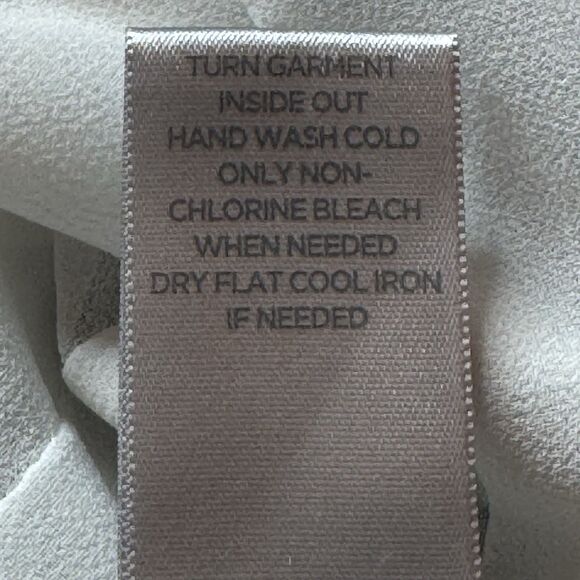 TURN GARMENT
INSIDE OUT
HAND WASH COLD
ONLY NON-
CHLORINE BLEACH
WHEN NEEDED
DRY FLAT COOL IRON
IF NEEDED